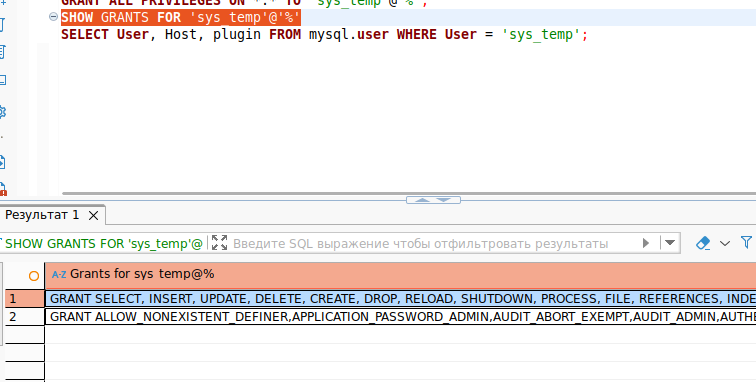 GRANT ALL PRIVILEGES ON *.* TO 'sys_temp'@'%';
SHOW GRANTS FOR 'sys_temp'@'%'
SELECT User, Host, plugin FROM mysql.user WHERE User = 'sys_temp';
Результат 1
SHOW GRANTS FOR 'sys_temp'@
Введите SQL выражение чтобы отфильтровать результаты
A-Z Grants for sys_temp@%
1 GRANT SELECT, INSERT, UPDATE, DELETE, CREATE, DROP, RELOAD, SHUTDOWN, PROCESS, FILE, REFERENCES, INDE
2 GRANT ALLOW_NONEXISTENT_DEFINER,APPLICATION_PASSWORD_ADMIN,AUDIT_ABORT_EXEMPT,AUDIT_ADMIN,AUTHE